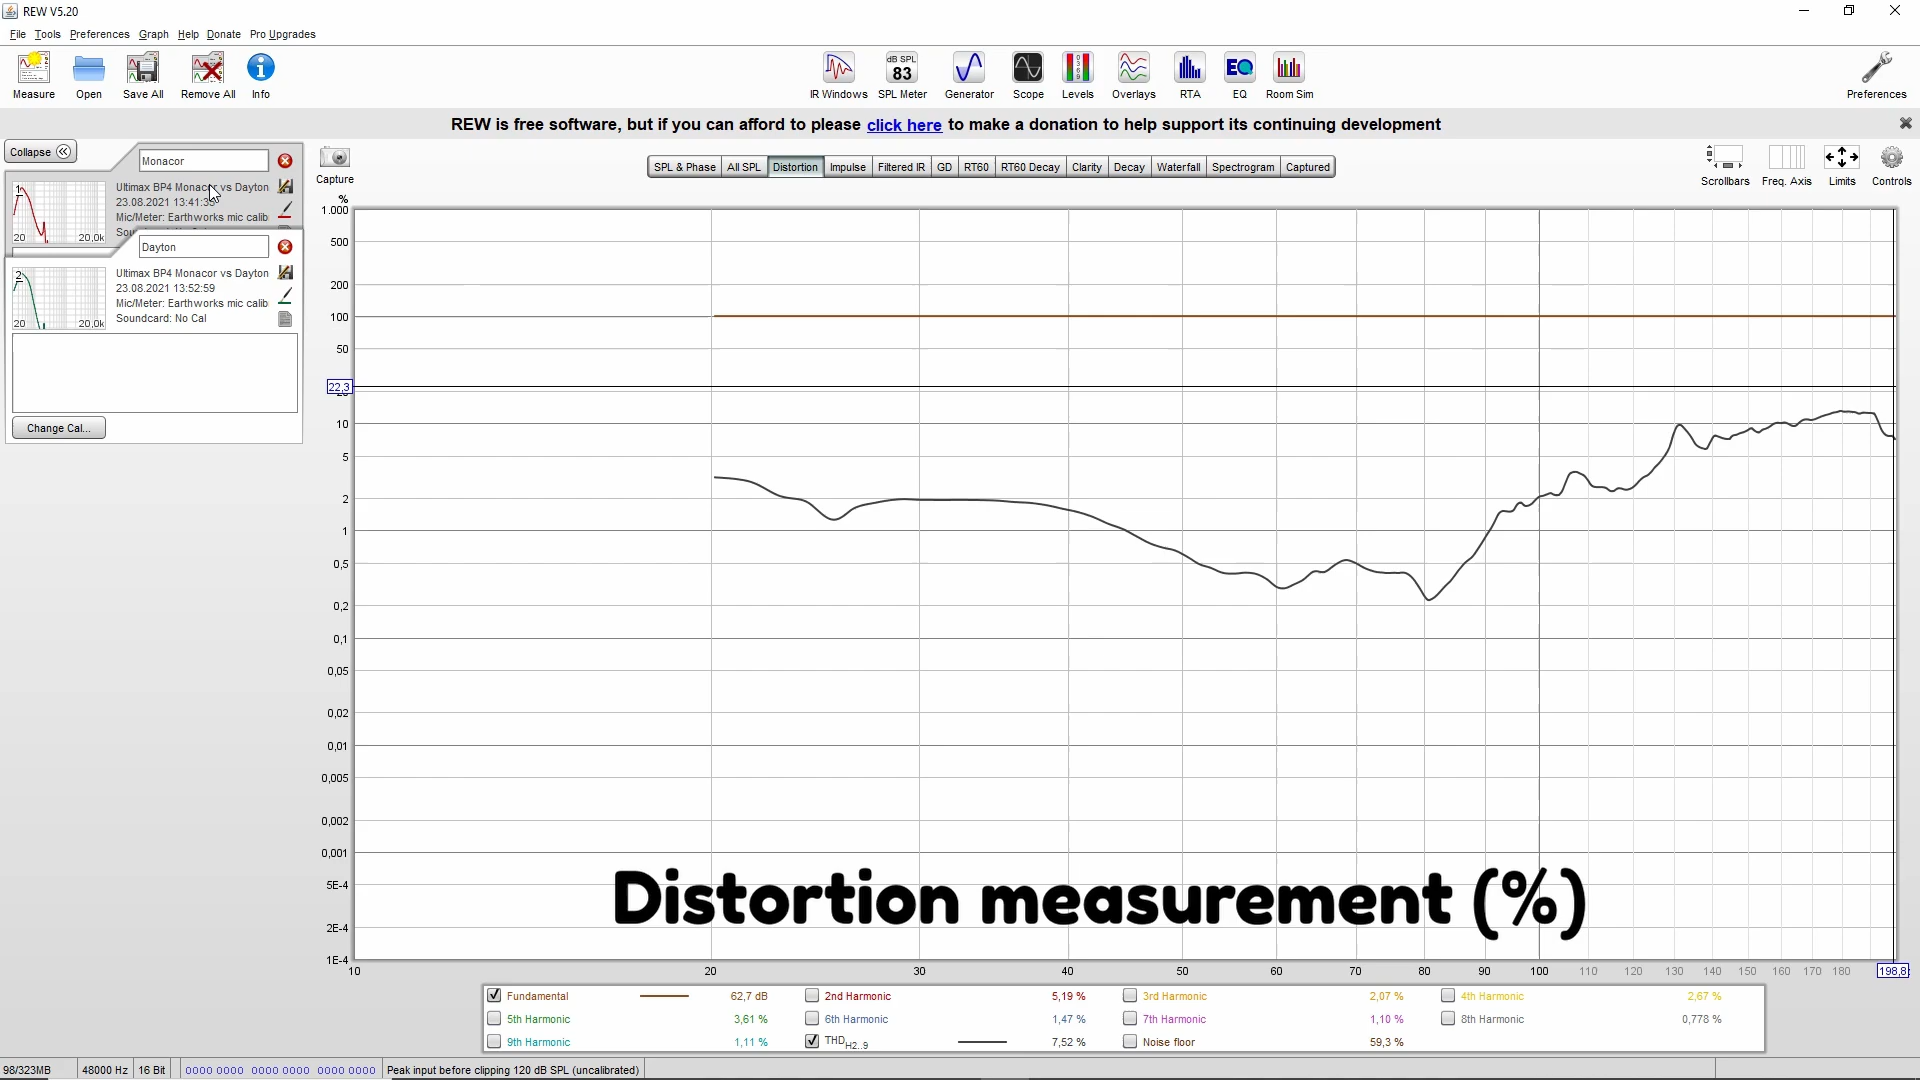 REW V5.20
File Tools Preferences Graph Help Donate Pro Upgrades
Measure Open Save All Remove All Info IR Windows SPL Meter Generator Scope Levels Overlays RTA EQ Room Sim Preferences
dB SPL
83
EQ
REW is free software, but if you can afford to please click here to make a donation to help support its continuing development
Collapse
Monacor
1
Ultimax BP4 Monacor vs Dayton
23.08.2021 13:41:3
Mic/Meter: Earthworks mic calib
20 20,0k
Dayton
2
Ultimax BP4 Monacor vs Dayton
23.08.2021 13:52:59
Mic/Meter: Earthworks mic calib
Soundcard: No Cal
20 20,0k
Change Cal...
Capture
SPL & Phase All SPL Distortion Impulse Filtered IR GD RT60 RT60 Decay Clarity Decay Waterfall Spectrogram Captured
Scrollbars Freq. Axis Limits Controls
%
1.000
500
200
100
50
22,3
10
5
2
1
0,5
0,2
0,1
0,05
0,02
0,01
0,005
0,002
0,001
5E-4
2E-4
1E-4
Distortion measurement (%)
10 20 30 40 50 60 70 80 90 100 110 120 130 140 150 160 170 180 198,8
Fundamental 62,7 dB 2nd Harmonic 5,19 % 3rd Harmonic 2,07 % 4th Harmonic 2,67 %
5th Harmonic 3,61 % 6th Harmonic 1,47 % 7th Harmonic 1,10 % 8th Harmonic 0,778 %
9th Harmonic 1,11 % THD H2..9 7,52 % Noise floor 59,3 %
98/323MB 48000 Hz 16 Bit 0000 0000 0000 0000 0000 0000 Peak input before clipping 120 dB SPL (uncalibrated)